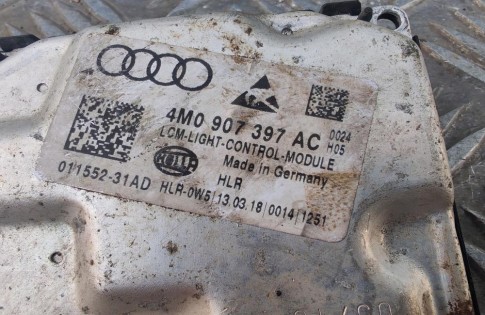 4M0 907 397 AC
0024
H05
LCM-LIGHT-CONTROL-MODULE
Made in Germany
HELLA
HLR
011552-31AD
HLR-0W5|13.03.18|0014|1251